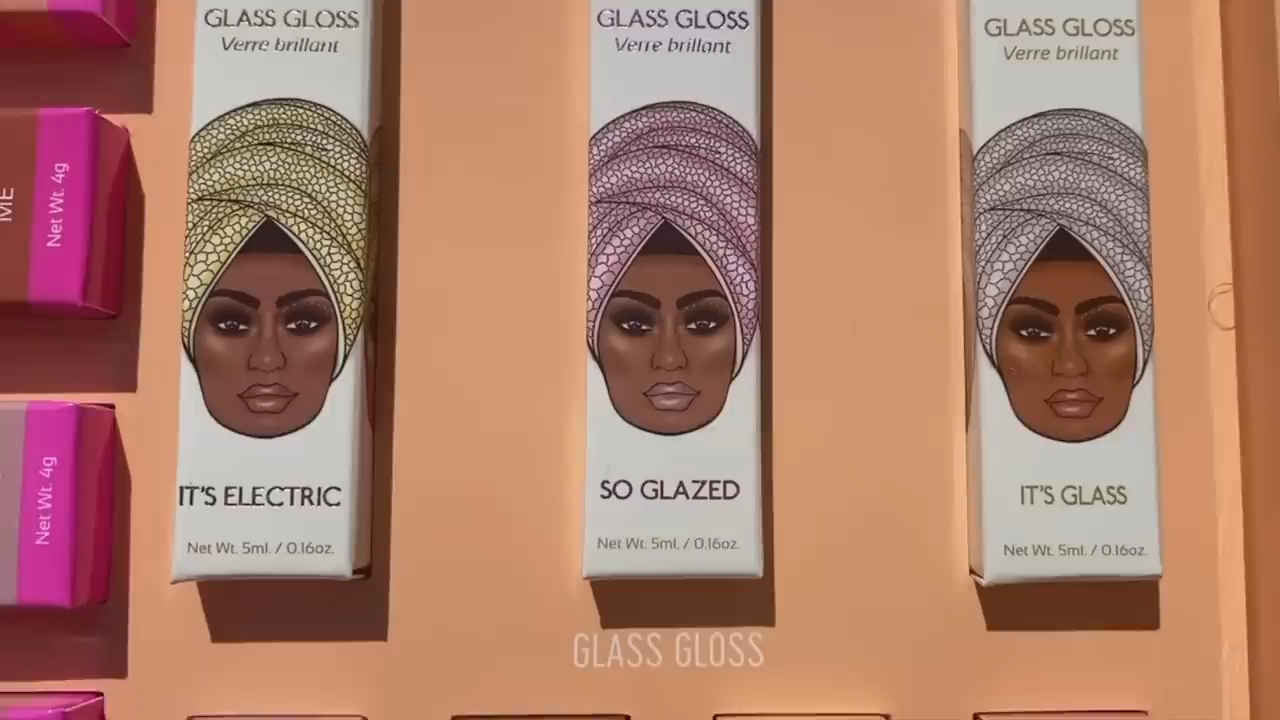 GLASS GLOSS
Verre brillant
IT'S ELECTRIC
Net Wt. 5ml. / 0.16oz.
GLASS GLOSS
Verre brillant
SO GLAZED
Net Wt. 5ml. / 0.16oz.
GLASS GLOSS
Verre brillant
IT'S GLASS
Net Wt. 5ml. / 0.16oz.
ME
Net Wt. 4g
Net Wt. 4g
GLASS GLOSS